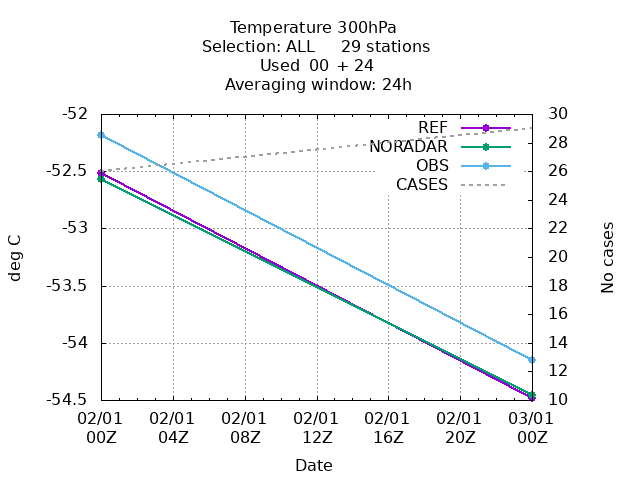 Temperature 300hPa
Selection: ALL 29 stations
Used 00 + 24
Averaging window: 24h
-52
-52.5
-53
-53.5
-54
-54.5
deg C
30
28
26
24
22
20
18
16
14
12
10
No cases
REF
NORADAR
OBS
CASES
02/01 02/01 02/01 02/01 02/01 02/01 03/01
00Z 04Z 08Z 12Z 16Z 20Z 00Z
Date